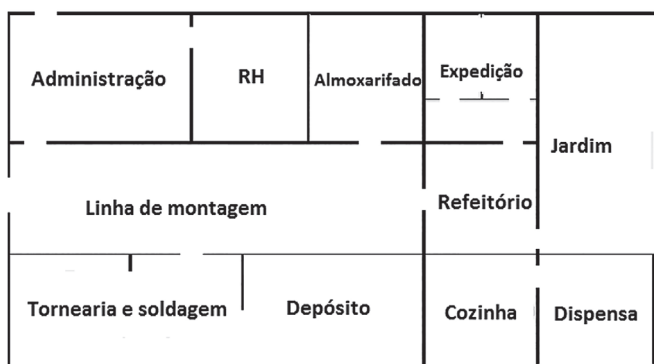 Administração
RH
Almoxarifado
Expedição
Jardim
Linha de montagem
Refeitório
Tornearia e soldagem
Depósito
Cozinha
Dispensa